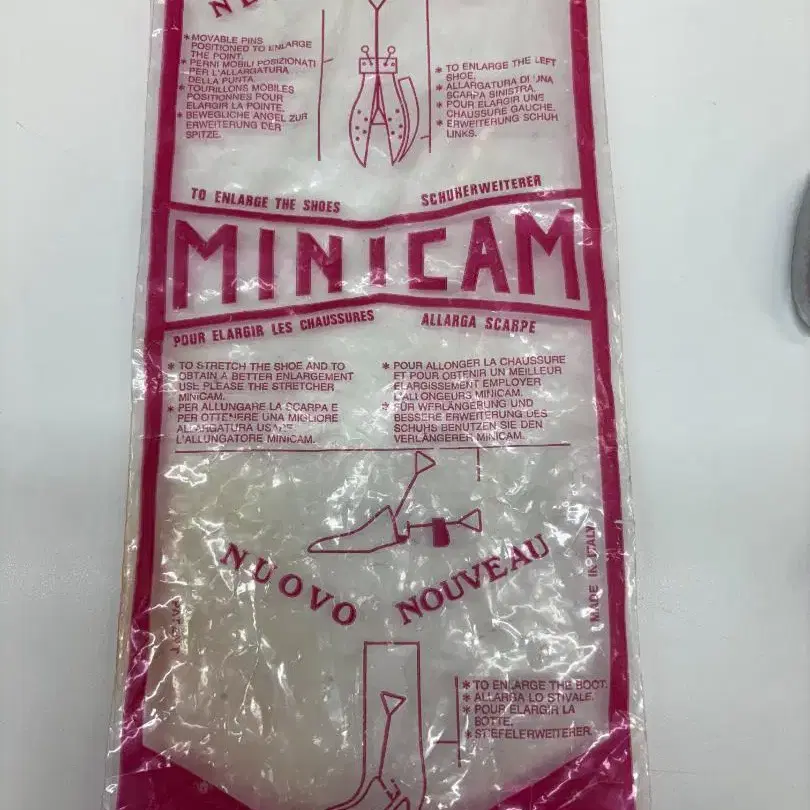 * MOVABLE PINS
POSITIONED TO ENLARGE
THE POINT.
* PERNI MOBILI POSIZIONATI
PER L'ALLARGATURA
DELLA PUNTA.
* TOURILLONS MOBILES
POSITIONNES POUR
ELARGIR LA POINTE.
* BEWEGLICHE ANGEL ZUR
ERWEITERUNG DER
SPITZE.
* TO ENLARGE THE LEFT
SHOE.
* ALLARGATURA DI UNA
SCARPA SINISTRA.
* POUR ELARGIR UNE
CHAUSSURE GAUCHE.
* ERWEITERUNG SCHUH
LINKS.
TO ENLARGE THE SHOES
SCHUHERWEITERER
MINICAM
POUR ELARGIR LES CHAUSSURES
ALLARGA SCARPE
* TO STRETCH THE SHOE AND TO
OBTAIN A BETTER ENLARGEMENT
USE PLEASE THE STRETCHER
MINICAM.
* PER ALLUNGARE LA SCARPA E
PER OTTENERE UNA MIGLIORE
ALLARGATURA USARE
L'ALLUNGATORE MINICAM.
* POUR ALLONGER LA CHAUSSURE
ET POUR OBTENIR UN MEILLEUR
ELARGISSEMENT EMPLOYER
L'ALLONGEURS MINICAM.
* FÜR WERLÄNGERUNG UND
BESSERE ERWEITERUNG DES
SCHUHS BENUTZEN SIE DEN
VERLÄNGERER MINICAM.
NUOVO
NOUVEAU
MADE IN ITALY
* TO ENLARGE THE BOOT.
* ALLARGA LO STIVALE.
* POUR ELARGIR LA
BOTTE.
* STIEFELERWEITERER.